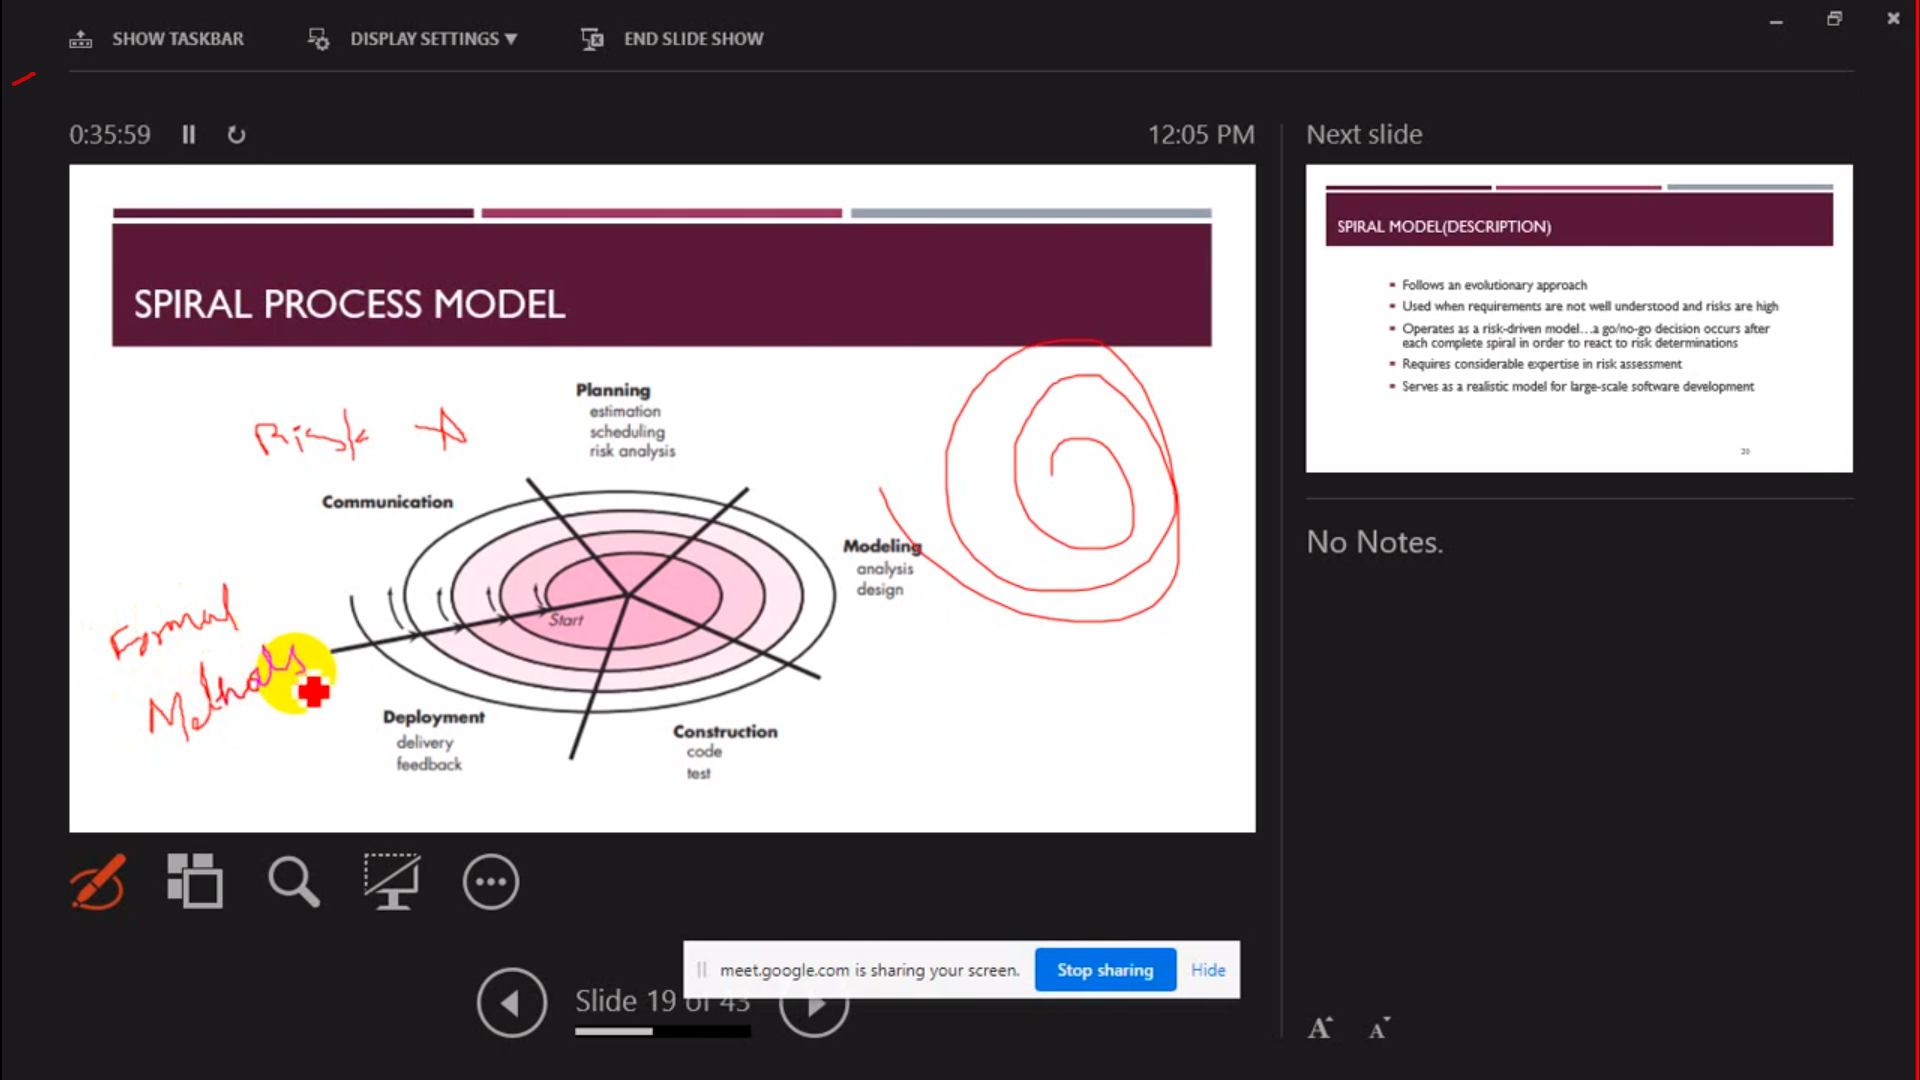 SHOW TASKBAR
DISPLAY SETTINGS ▼
END SLIDE SHOW
0:35:59
12:05 PM
Next slide
SPIRAL PROCESS MODEL
Planning
estimation
scheduling
risk analysis
Risk A
Communication
Modeling
analysis
design
Start
Formal
Methods
Deployment
delivery
feedback
Construction
code
test
SPIRAL MODEL(DESCRIPTION)
▪ Follows an evolutionary approach
▪ Used when requirements are not well understood and risks are high
▪ Operates as a risk-driven model…a go/no-go decision occurs after
each complete spiral in order to react to risk determinations
▪ Requires considerable expertise in risk assessment
▪ Serves as a realistic model for large-scale software development
20
No Notes.
meet.google.com is sharing your screen.
Stop sharing
Hide
Slide 19 of 43
A A